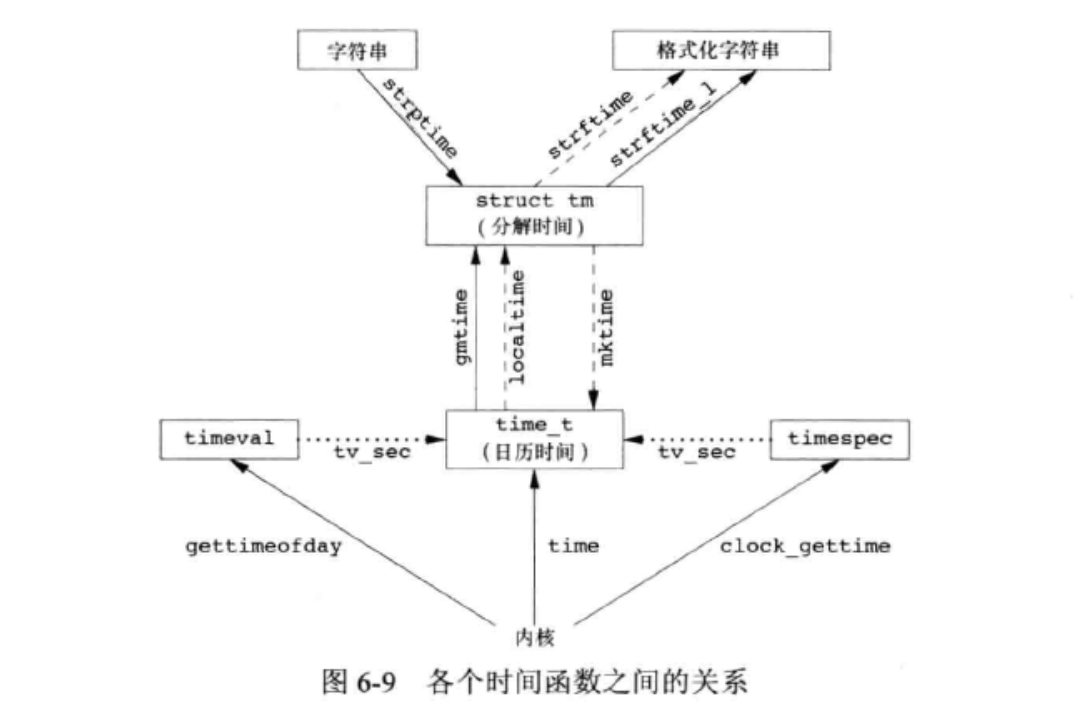 字符串
格式化字符串
strptime
strftime
strftime_l
struct tm
(分解时间)
gmtime
localtime
mktime
timeval
tv_sec
time_t
(日历时间)
tv_sec
timespec
gettimeofday
time
clock_gettime
内核
图 6-9 各个时间函数之间的关系